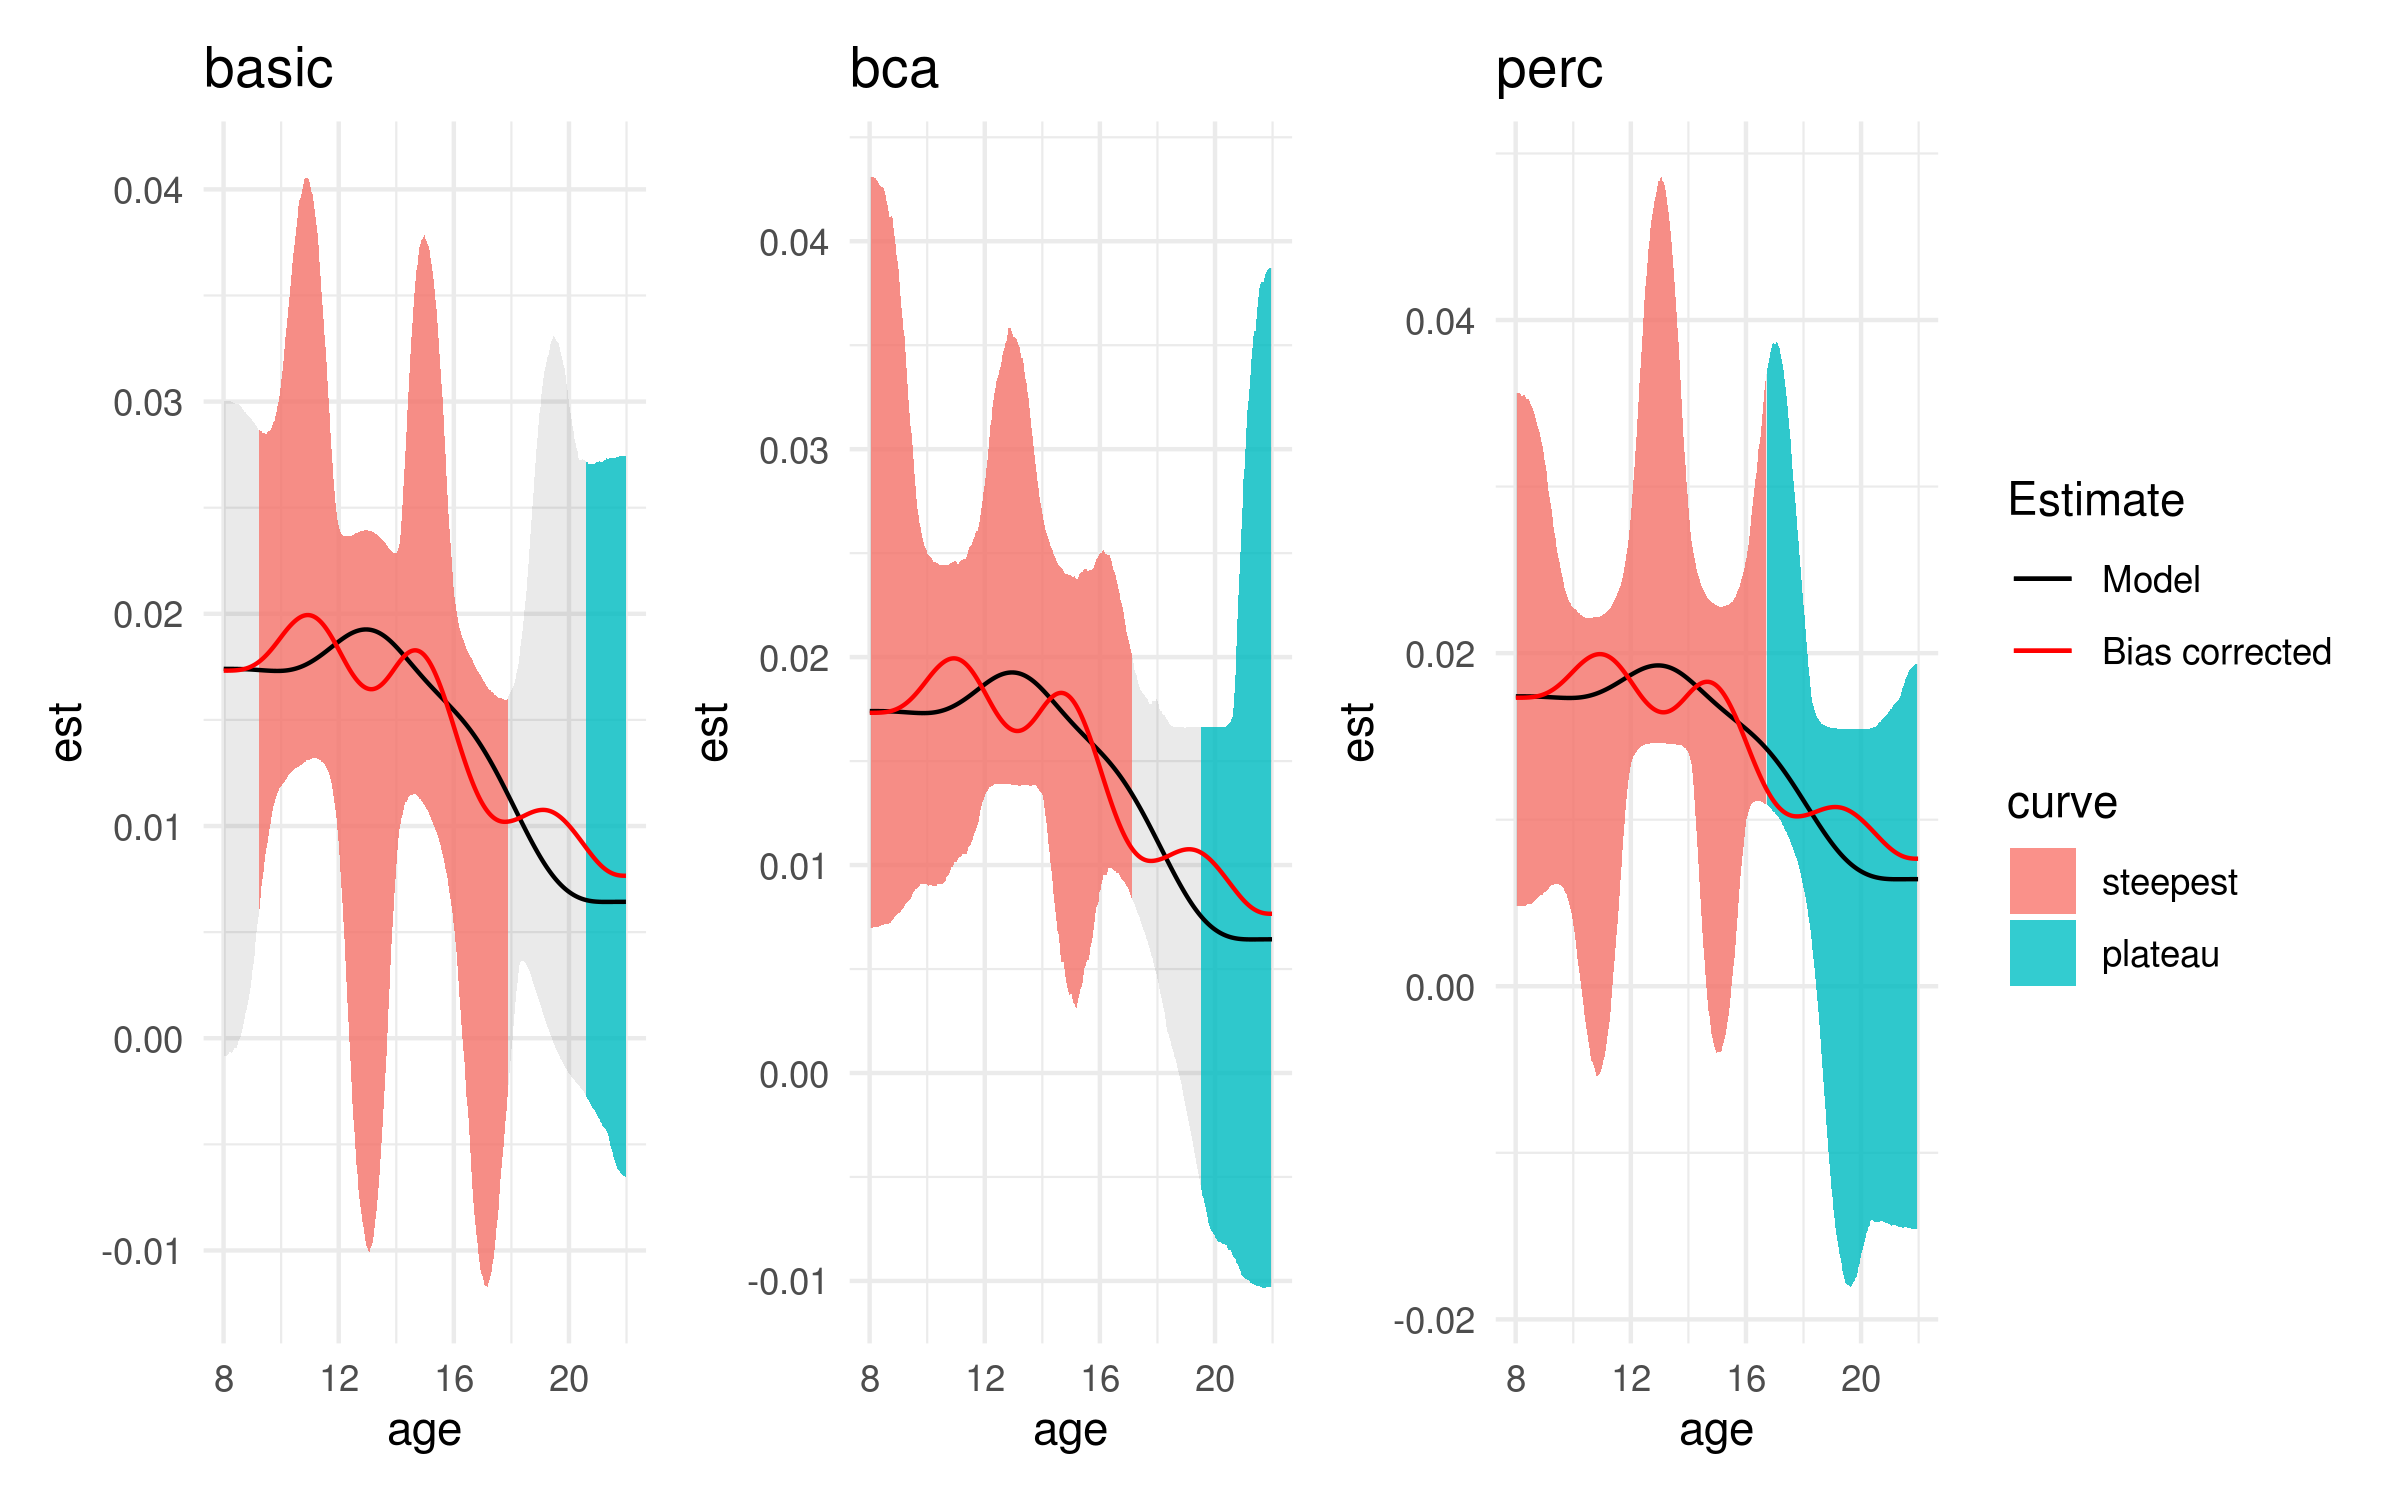 basic
bca
perc
0.04
0.03
0.02
0.01
0.00
-0.01
est
8 12 16 20
age
0.04
0.03
0.02
0.01
0.00
-0.01
est
8 12 16 20
age
0.04
0.02
0.00
-0.02
est
8 12 16 20
age
Estimate
Model
Bias corrected
curve
steepest
plateau